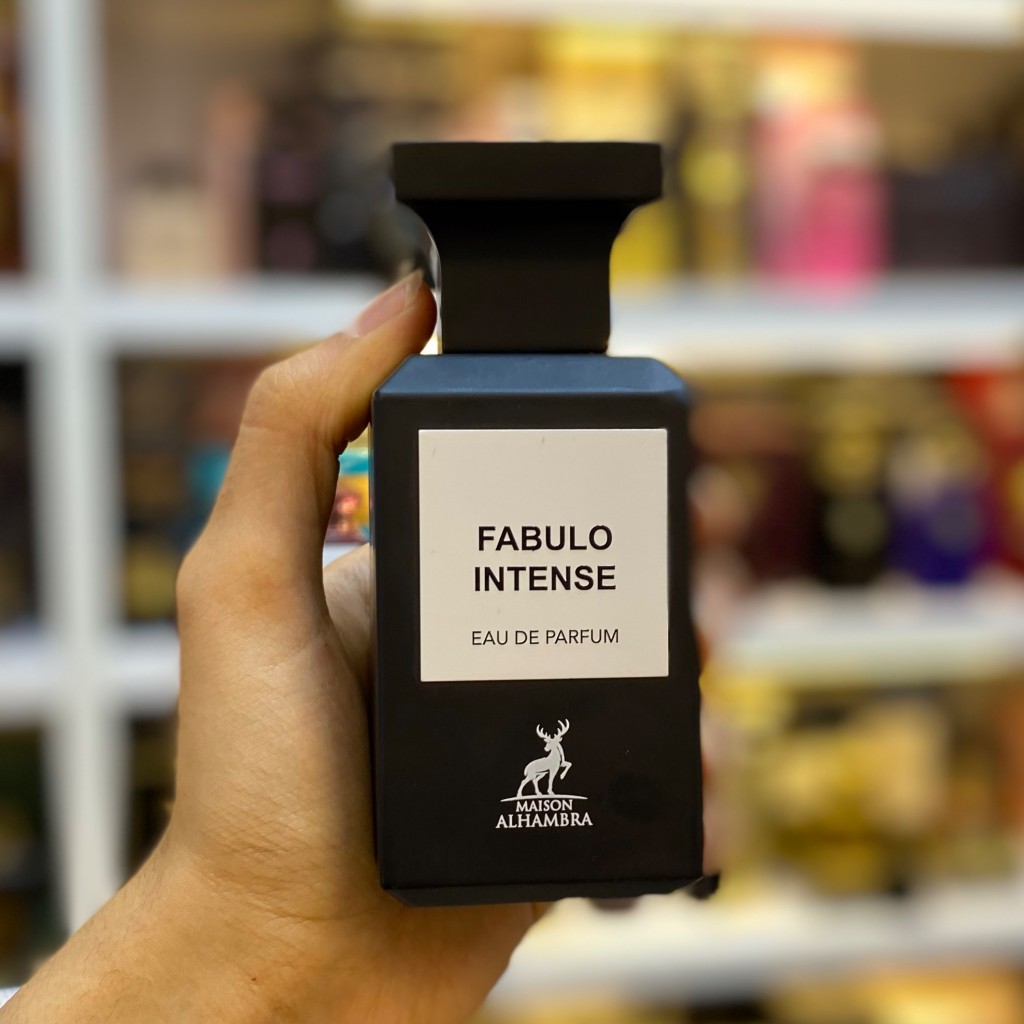 FABULO
INTENSE
EAU DE PARFUM
MAISON
ALHAMBRA